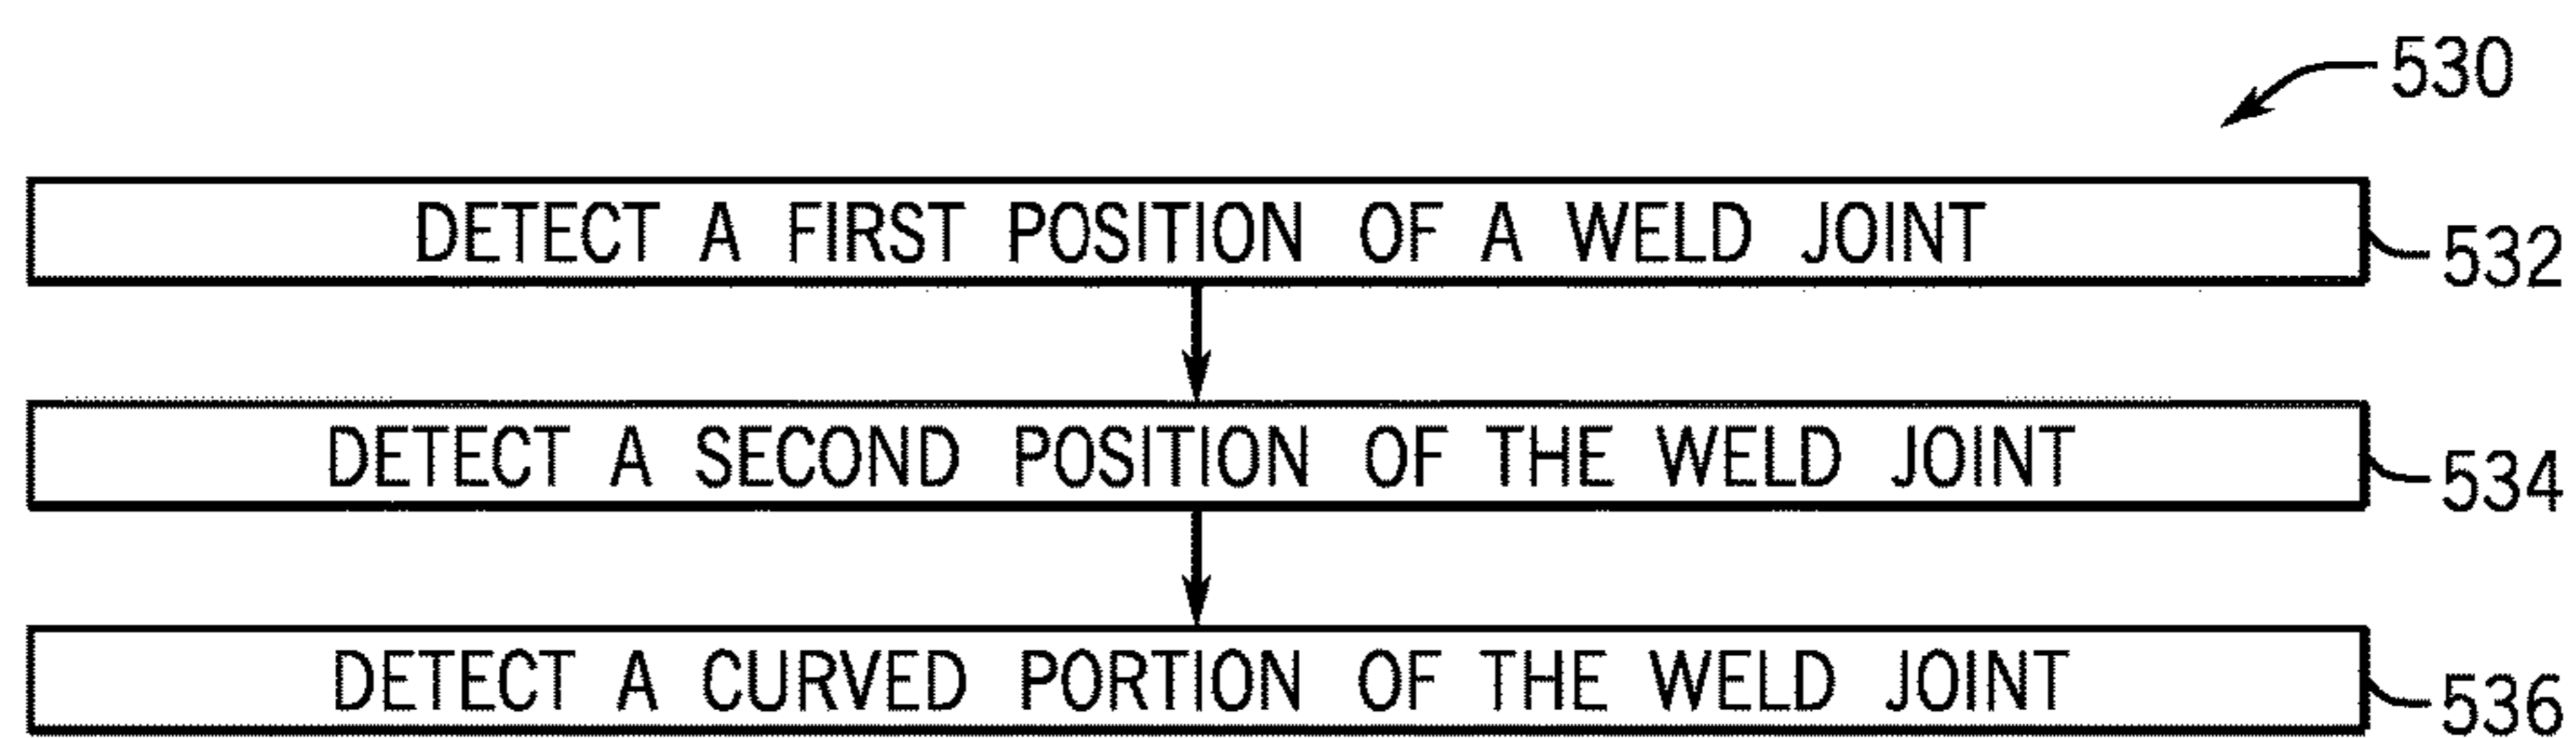 530
DETECT A FIRST POSITION OF A WELD JOINT
532
DETECT A SECOND POSITION OF THE WELD JOINT
534
DETECT A CURVED PORTION OF THE WELD JOINT
536